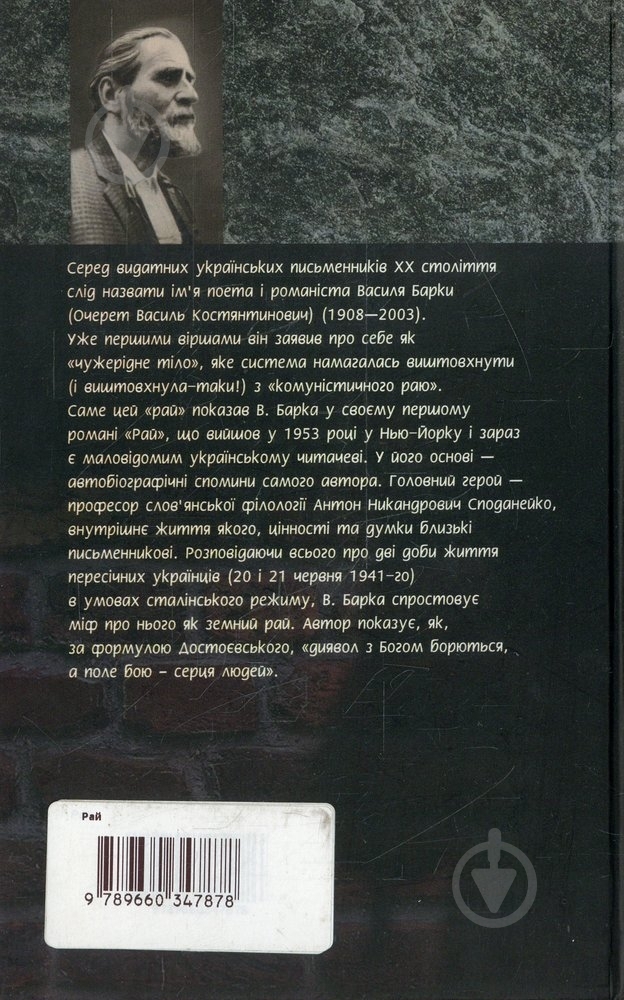 Серед видатних українських письменників XX століття
слід назвати ім'я поета і романіста Василя Барки
(Очерет Василь Костянтинович) (1908—2003).
Уже першими віршами він заявив про себе як
«чужерідне тіло», яке система намагалась виштовхнути
(і виштовхнула-таки!) з «комуністичного раю».
Саме цей «рай» показав В. Барка у своєму першому
романі «Рай», що вийшов у 1953 році у Нью-Йорку і зараз
є маловідомим українському читачеві. У його основі —
автобіографічні спомини самого автора. Головний герой —
професор слов'янської філології Антон Никандрович Споданейко,
внутрішнє життя якого, цінності та думки близькі
письменникові. Розповідаючи всього про дві доби життя
пересічних українців (20 і 21 червня 1941-го)
в умовах сталінського режиму, В. Барка спростовує
міф про нього як земний рай. Автор показує, як,
за формулою Достоєвського, «диявол з Богом борються,
а поле бою - серця людей».
Рай
9 789660 347878